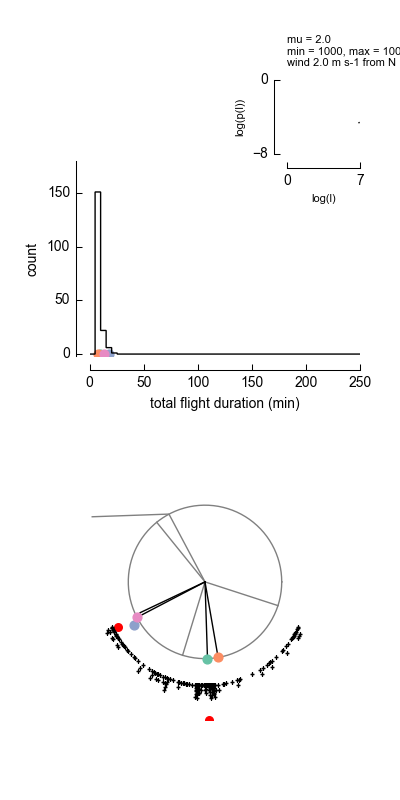 mu = 2.0
min = 1000, max = 100
wind 2.0 m s-1 from N
0
log(p(l))
−8
0
7
log(l)
150
100
50
0
count
0
50
100
150
200
250
total flight duration (min)